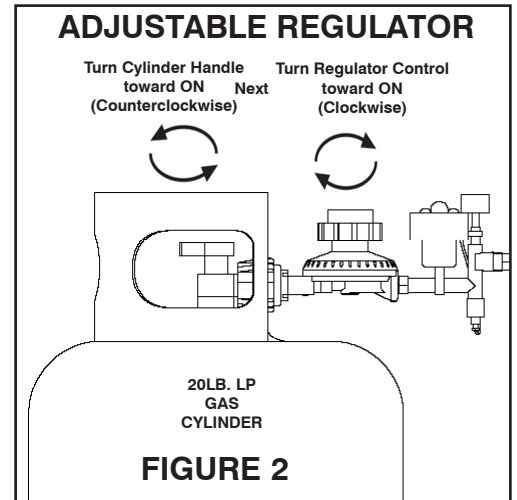 ADJUSTABLE REGULATOR
Turn Cylinder Handle
toward ON
(Counterclockwise)
Next
Turn Regulator Control
toward ON
(Clockwise)
20LB. LP
GAS
CYLINDER
FIGURE 2